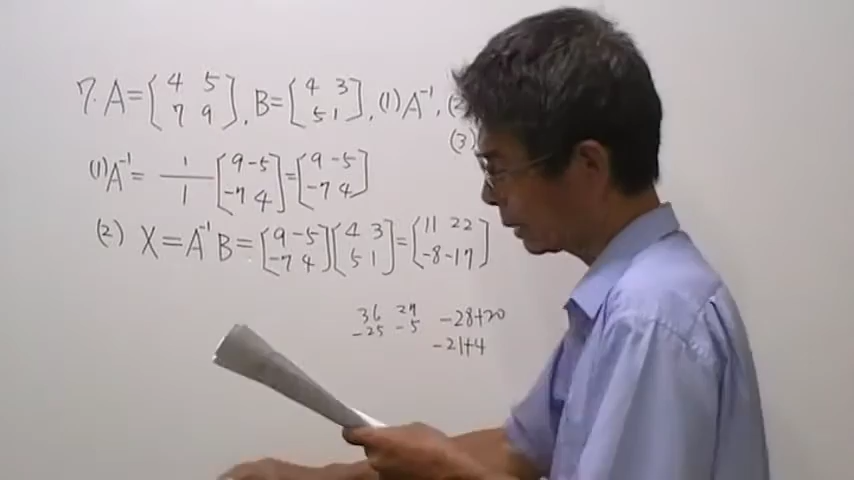 7. A = [4 5; 7 9], B = [4 3; 5 1], (1) A⁻¹, (2
(3)
(1) A⁻¹ = 1/1 [9 -5; -7 4] = [9 -5; -7 4]
(2) X = A⁻¹B = [9 -5; -7 4][4 3; 5 1] = [11 22; -8 -17]
36 27 -28+20
-25 -5
-21+4